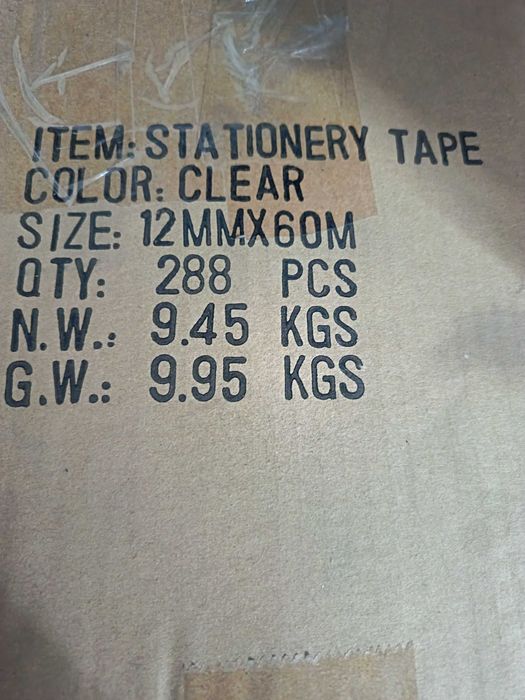 ITEM: STATIONERY TAPE
COLOR: CLEAR
SIZE: 12MMX60M
QTY: 288 PCS
N.W.: 9.45 KGS
G.W.: 9.95 KGS